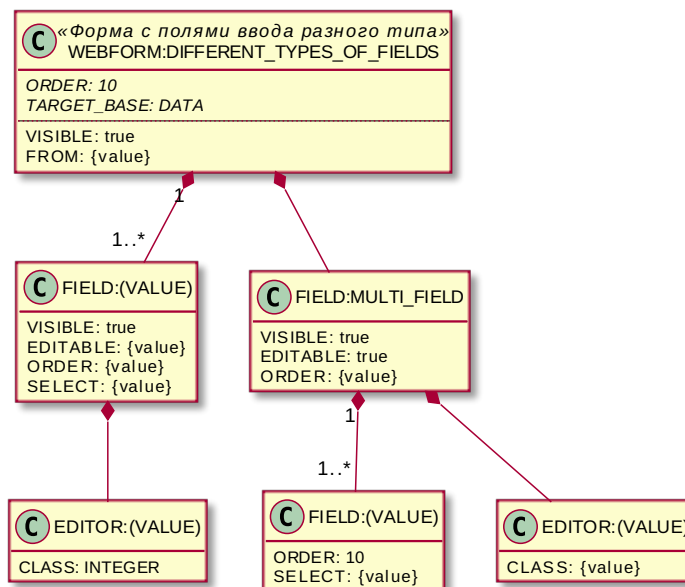 C «Форма с полями ввода разного типа»
WEBFORM:DIFFERENT_TYPES_OF_FIELDS
ORDER: 10
TARGET_BASE: DATA
VISIBLE: true
FROM: {value}
1
1..*
C FIELD:(VALUE)
VISIBLE: true
EDITABLE: {value}
ORDER: {value}
SELECT: {value}
C FIELD:MULTI_FIELD
VISIBLE: true
EDITABLE: true
ORDER: {value}
1
1..*
C EDITOR:(VALUE)
CLASS: INTEGER
C FIELD:(VALUE)
ORDER: 10
SELECT: {value}
C EDITOR:(VALUE)
CLASS: {value}